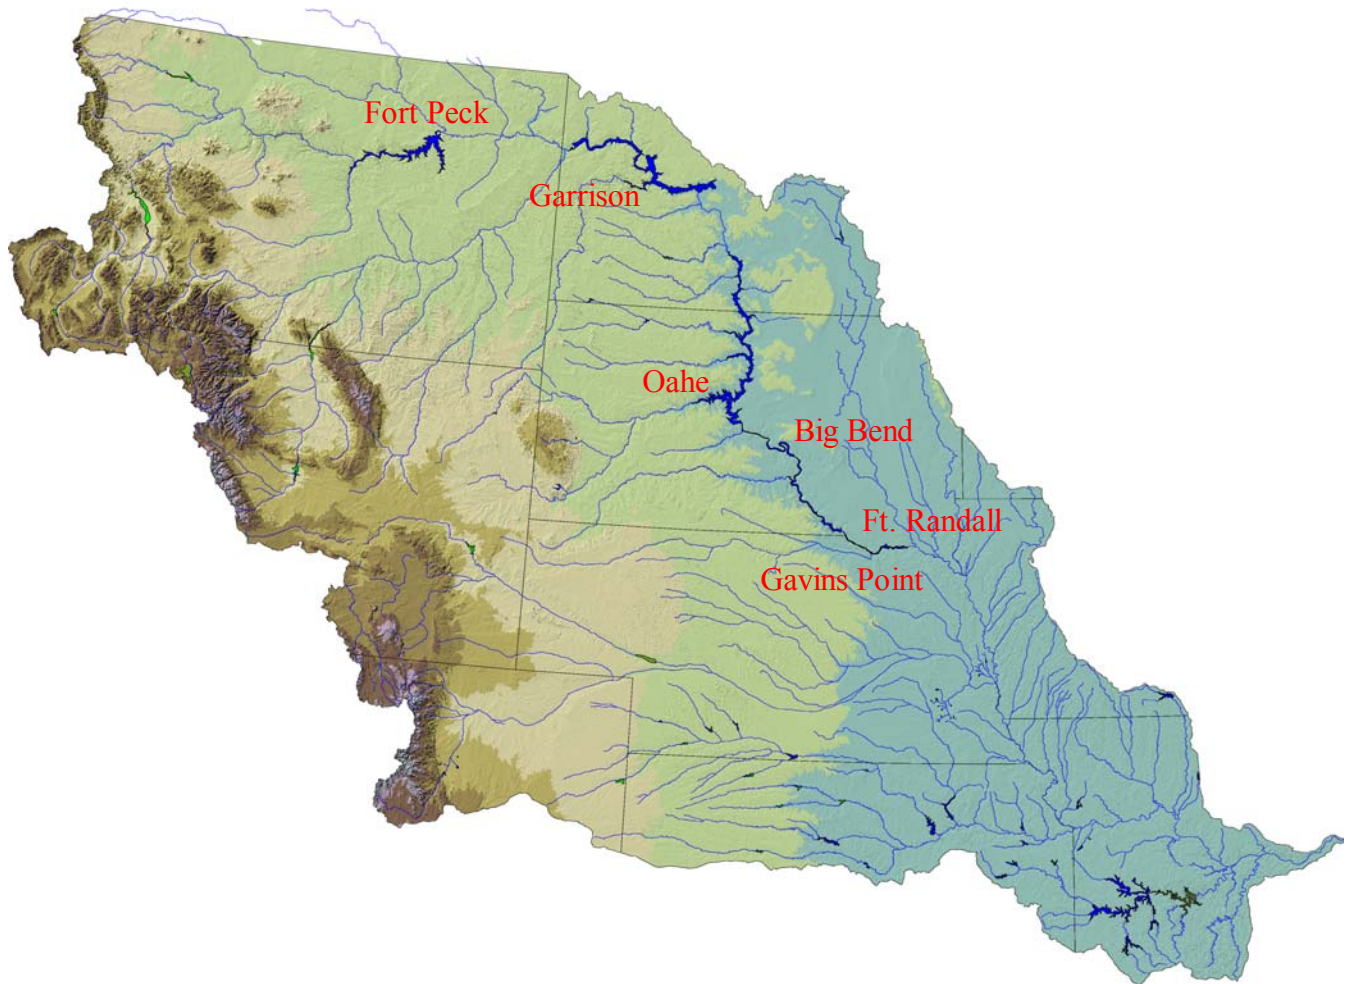 Fort Peck
Garrison
Oahe
Big Bend
Ft. Randall
Gavins Point